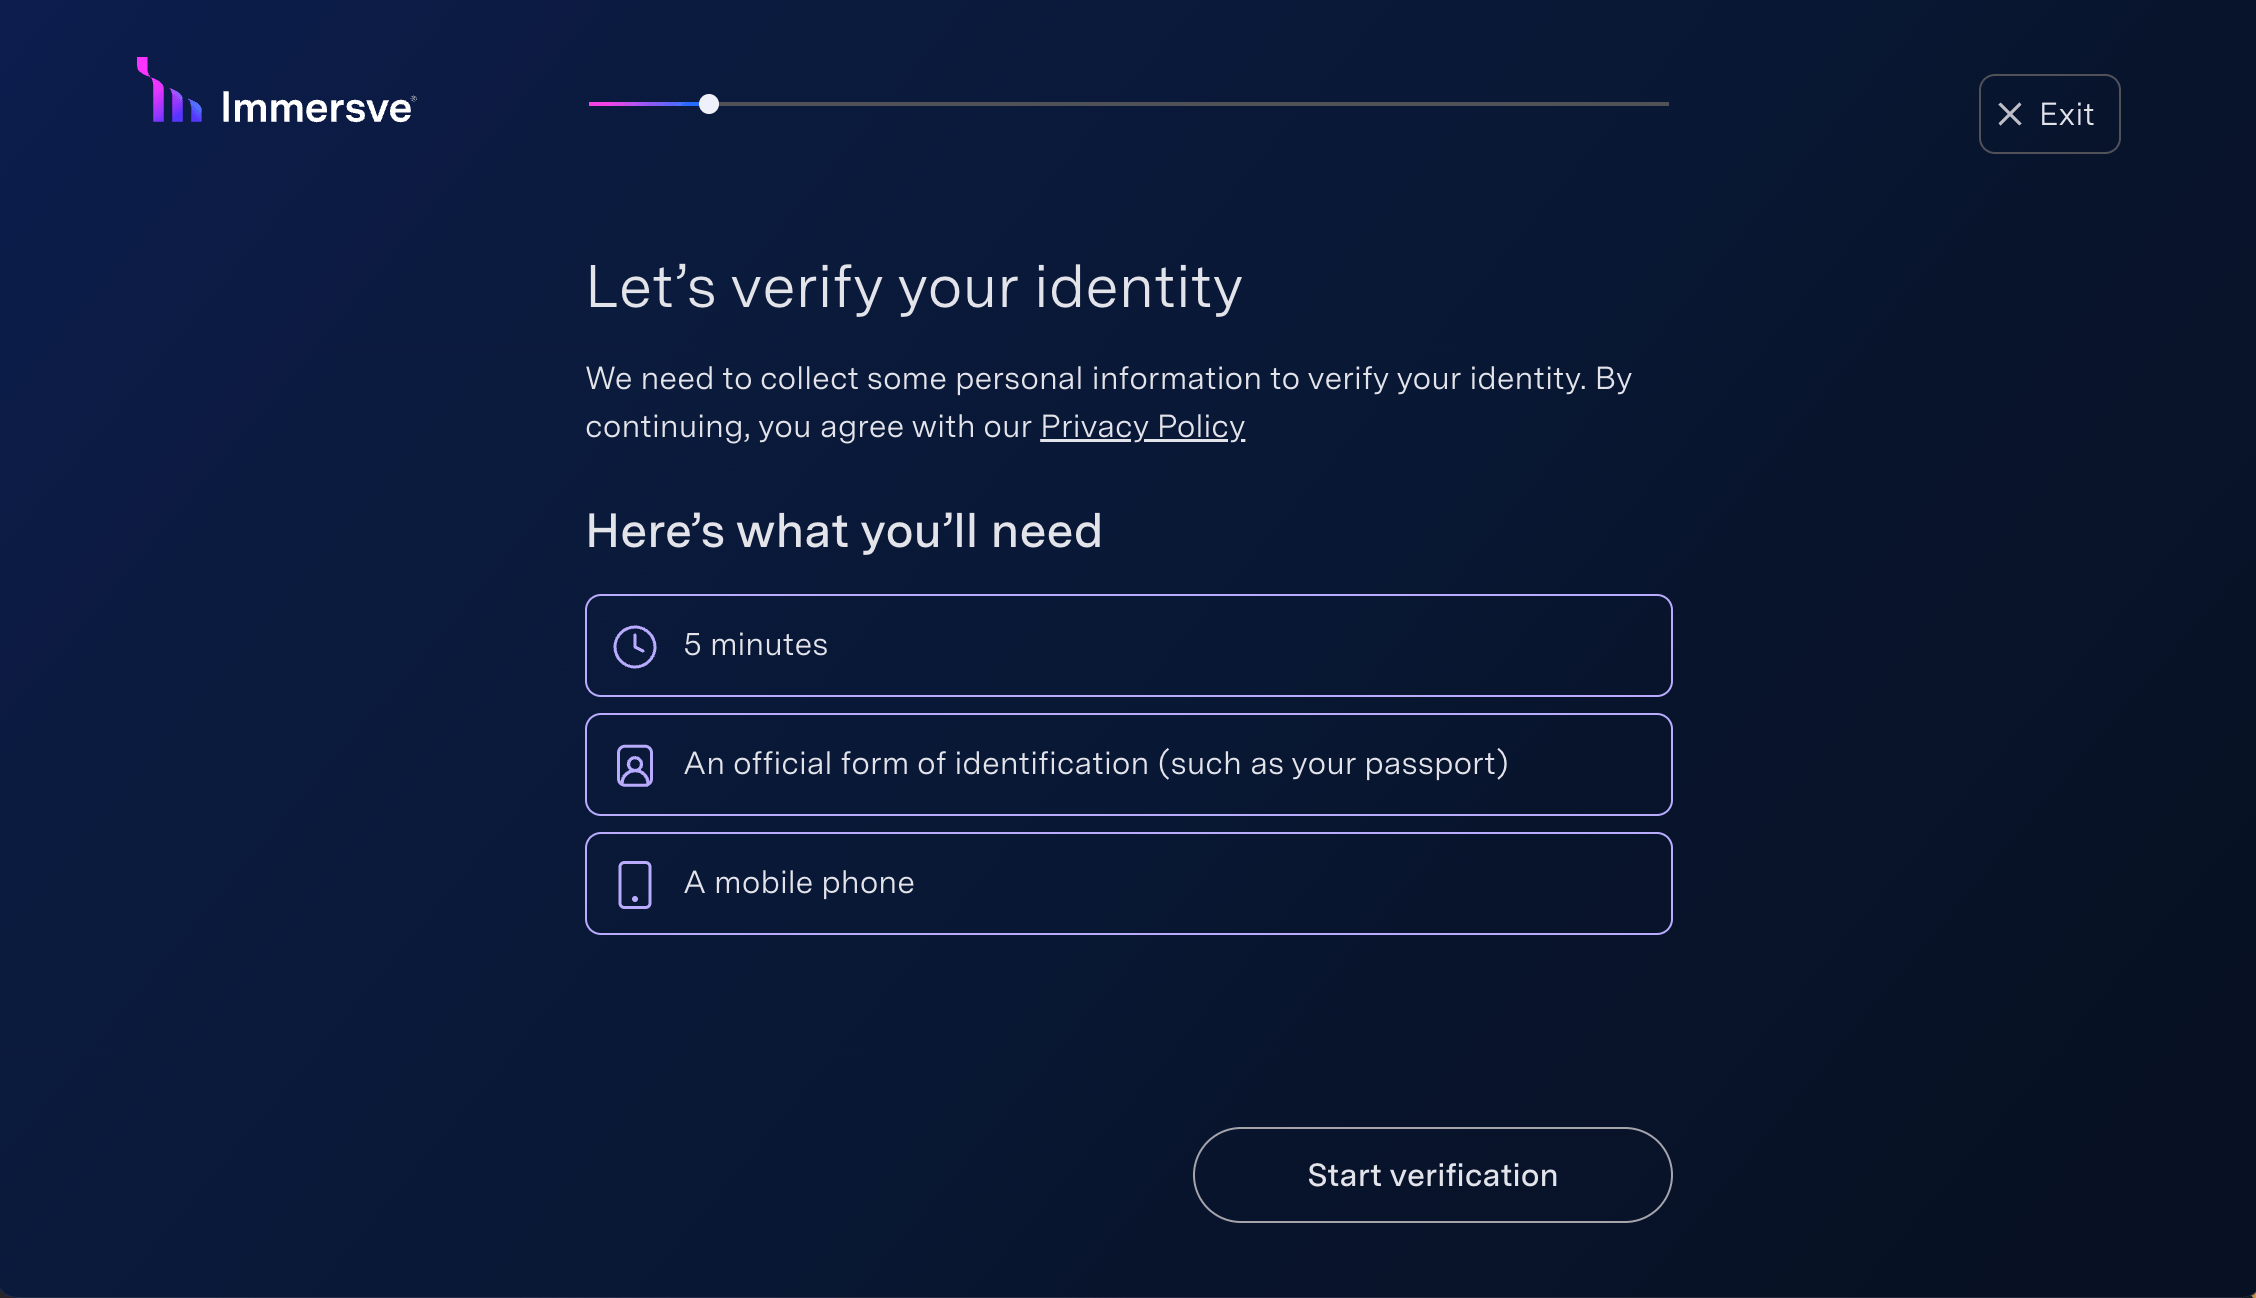 Immersve®
Exit
Let’s verify your identity
We need to collect some personal information to verify your identity. By
continuing, you agree with our Privacy Policy
Here’s what you’ll need
5 minutes
An official form of identification (such as your passport)
A mobile phone
Start verification